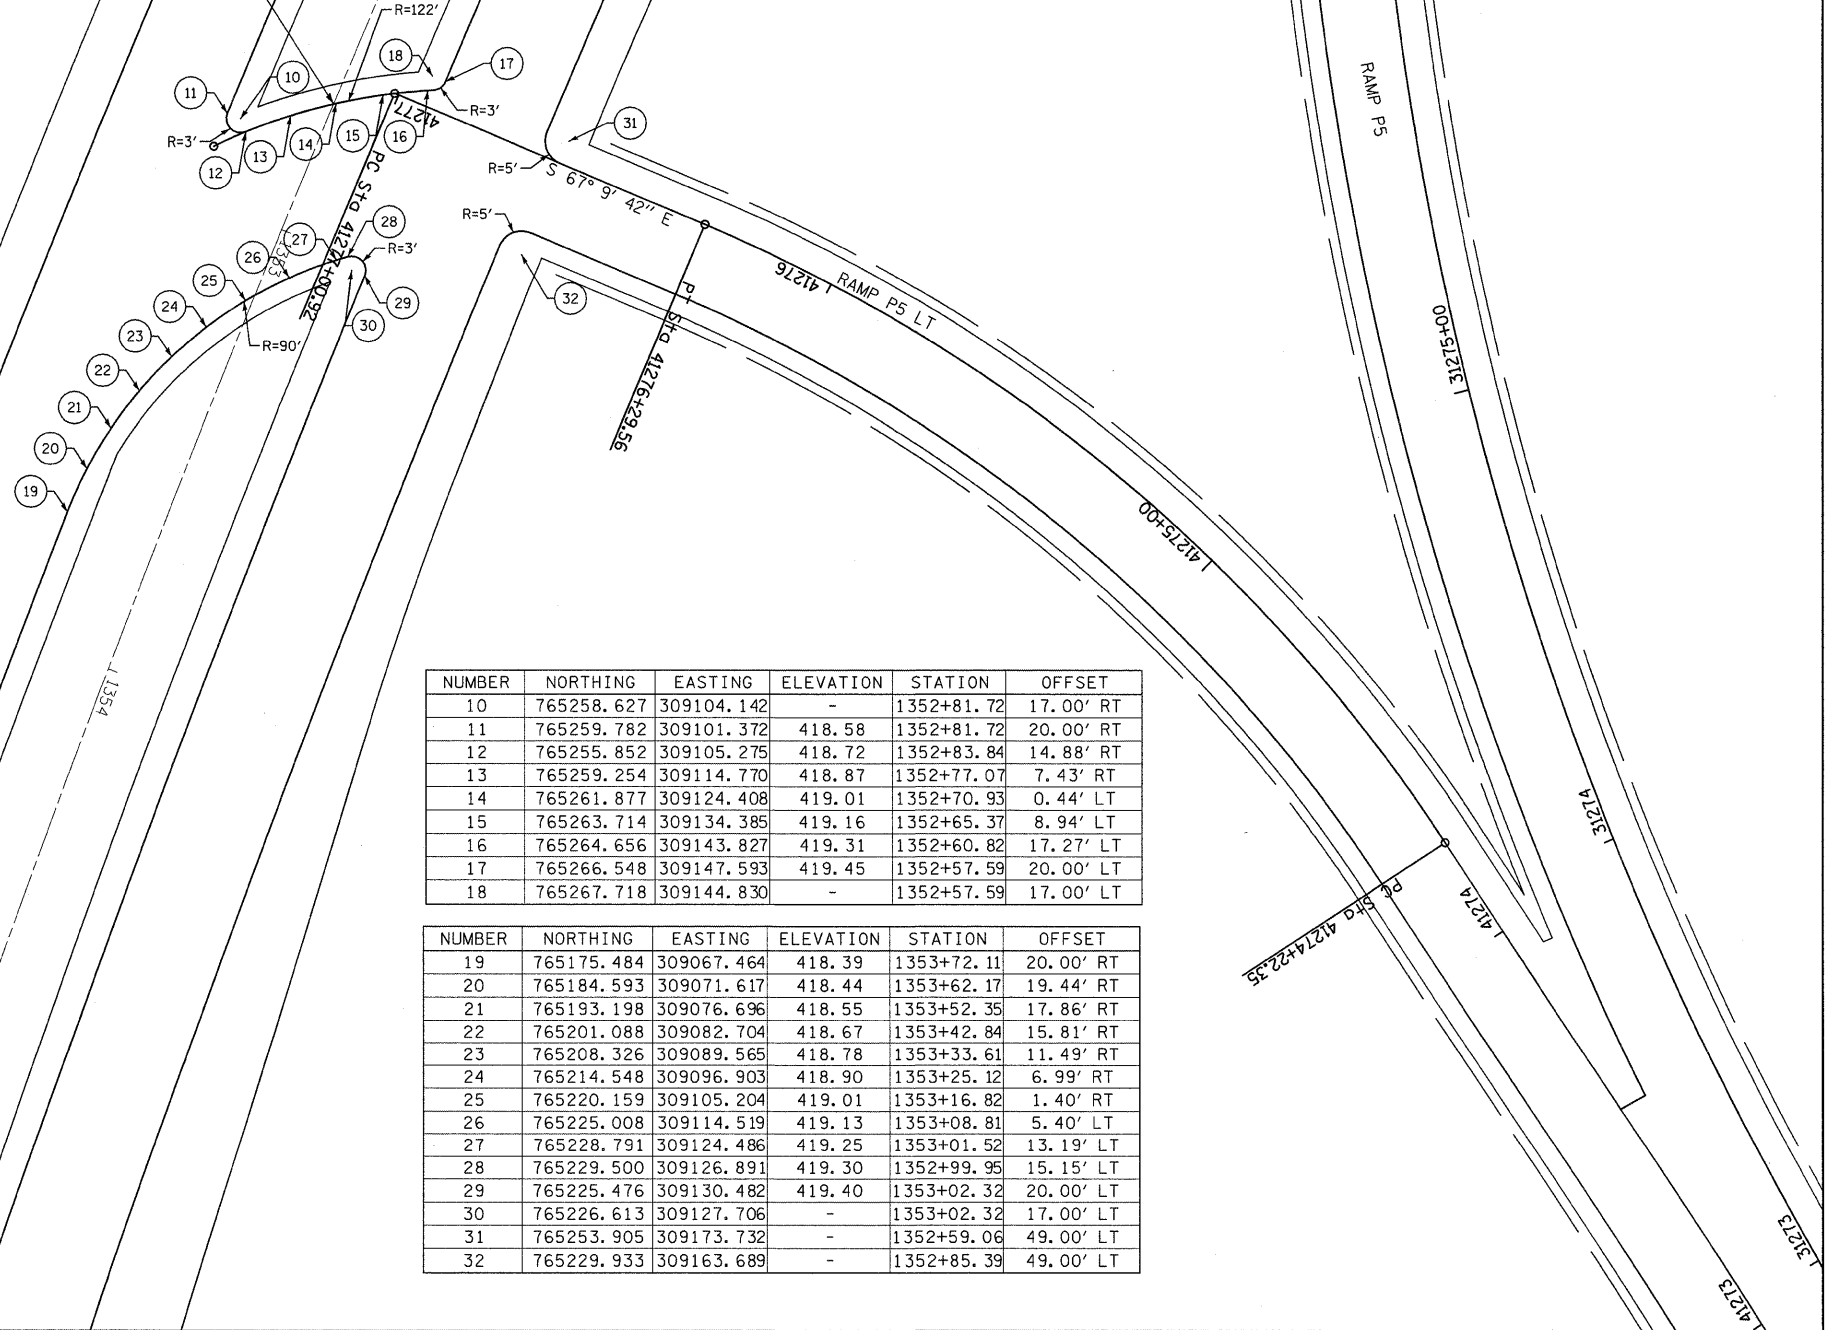 R=122'
18
17
10
11
R=3'
R=3'
41277
31
15
16
14
13
12
R=5'
S 67° 9' 42" E
PC Sta 41277+00.92
R=5'
28
27
R=3'
26
1353
25
29
32
30
24
R=90'
23
22
21
20
19
41276
RAMP P5 LT
PT Sta 41276+29.56
RAMP P5
31275+00
41275+00
1354
31274
PC Sta 41274+22.35
41274
31273
41273
NUMBER NORTHING EASTING ELEVATION STATION OFFSET
10 765258.627 309104.142 - 1352+81.72 17.00' RT
11 765259.782 309101.372 418.58 1352+81.72 20.00' RT
12 765255.852 309105.275 418.72 1352+83.84 14.88' RT
13 765259.254 309114.770 418.87 1352+77.07 7.43' RT
14 765261.877 309124.408 419.01 1352+70.93 0.44' LT
15 765263.714 309134.385 419.16 1352+65.37 8.94' LT
16 765264.656 309143.827 419.31 1352+60.82 17.27' LT
17 765266.548 309147.593 419.45 1352+57.59 20.00' LT
18 765267.718 309144.830 - 1352+57.59 17.00' LT
NUMBER NORTHING EASTING ELEVATION STATION OFFSET
19 765175.484 309067.464 418.39 1353+72.11 20.00' RT
20 765184.593 309071.617 418.44 1353+62.17 19.44' RT
21 765193.198 309076.696 418.55 1353+52.35 17.86' RT
22 765201.088 309082.704 418.67 1353+42.84 15.81' RT
23 765208.326 309089.565 418.78 1353+33.61 11.49' RT
24 765214.548 309096.903 418.90 1353+25.12 6.99' RT
25 765220.159 309105.204 419.01 1353+16.82 1.40' RT
26 765225.008 309114.519 419.13 1353+08.81 5.40' LT
27 765228.791 309124.486 419.25 1353+01.52 13.19' LT
28 765229.500 309126.891 419.30 1352+99.95 15.15' LT
29 765225.476 309130.482 419.40 1353+02.32 20.00' LT
30 765226.613 309127.706 - 1353+02.32 17.00' LT
31 765253.905 309173.732 - 1352+59.06 49.00' LT
32 765229.933 309163.689 - 1352+85.39 49.00' LT